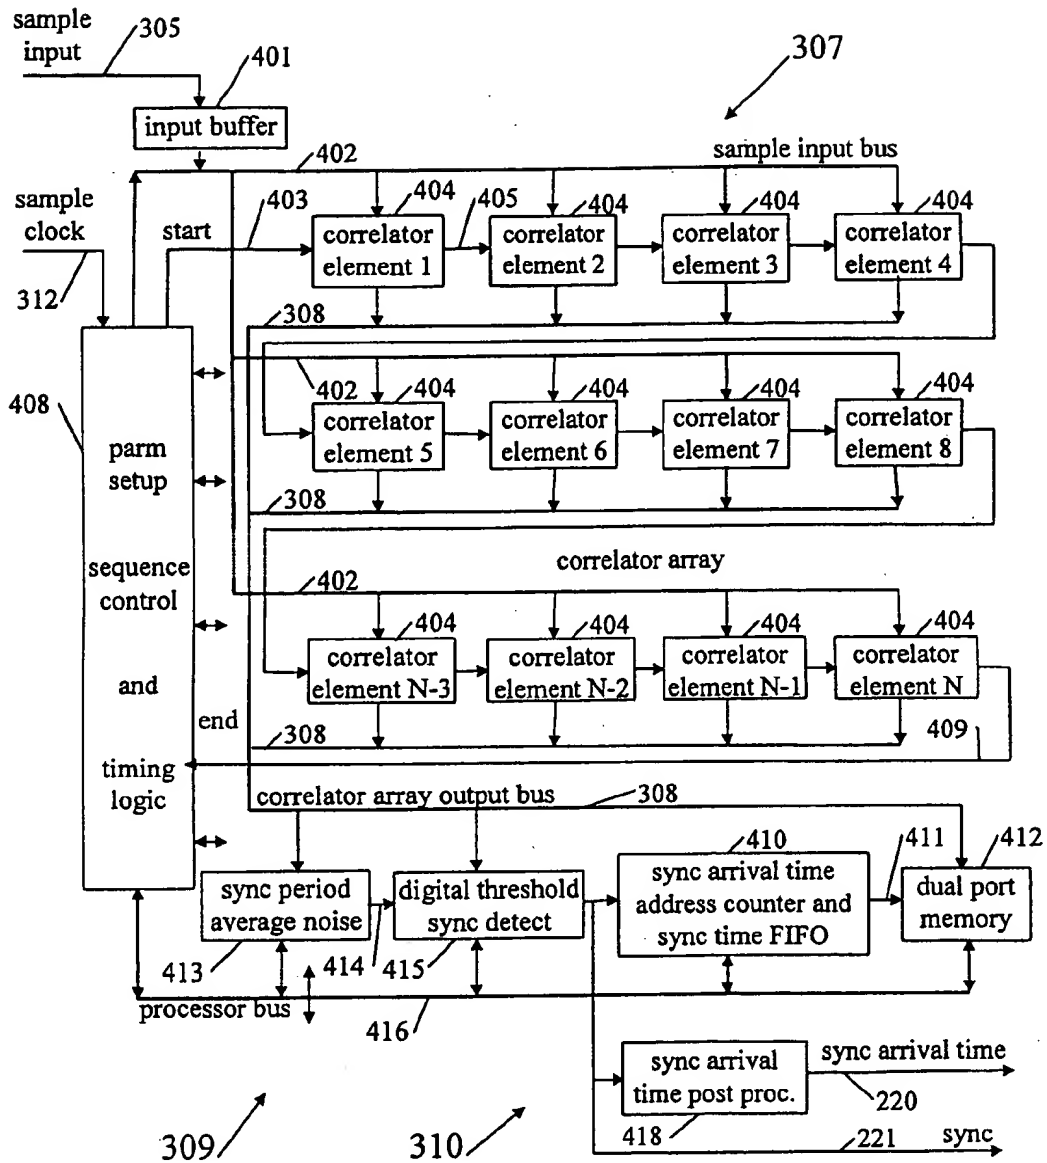 sample
input
305
401
307
input buffer
402
sample input bus
sample
clock
start
403
404
405
404
404
404
correlator
element 1
correlator
element 2
correlator
element 3
correlator
element 4
312
308
408
402
404
404
404
404
correlator
element 5
correlator
element 6
correlator
element 7
correlator
element 8
parm
setup
308
sequence
control
correlator array
402
404
404
404
404
correlator
element N-3
correlator
element N-2
correlator
element N-1
correlator
element N
and
end
308
409
timing
logic
correlator array output bus
308
410
411
412
sync period
average noise
digital threshold
sync detect
sync arrival time
address counter and
sync time FIFO
dual port
memory
413
414
415
processor bus
416
sync arrival
time post proc.
sync arrival time
220
418
309
310
221
sync